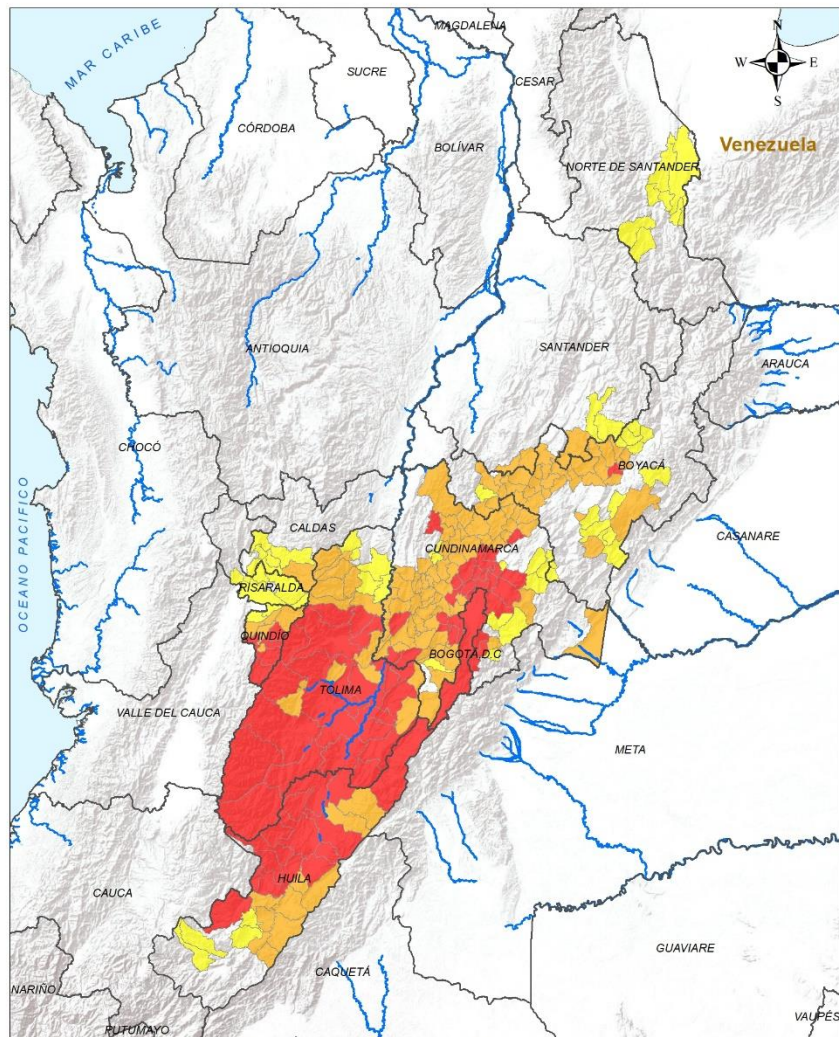 MAGDALENA
MAR CARIBE
SUCRE
CESAR
N
W E
S
CÓRDOBA
BOLÍVAR
Venezuela
NORTE DE SANTANDER
ANTIOQUIA
SANTANDER
ARAUCA
CHOCÓ
BOYACÁ
OCEANO PACIFICO
CALDAS
CUNDINAMARCA
CASANARE
RISARALDA
QUINDÍO
BOGOTÁ D.C
TOLIMA
VALLE DEL CAUCA
META
HUILA
CAUCA
GUAVIARE
CAQUETÁ
NARIÑO
PUTUMAYO
VAUPÉS